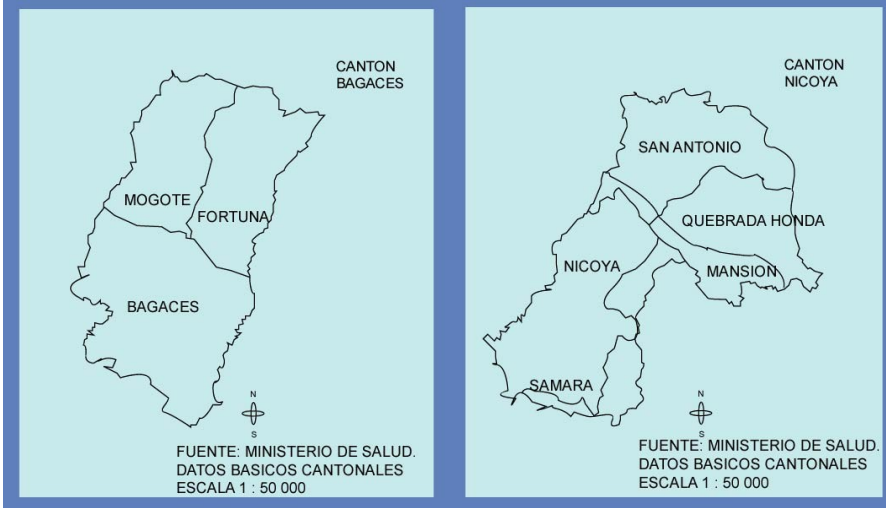 CANTON
BAGACES
MOGOTE
FORTUNA
BAGACES
N
S
FUENTE: MINISTERIO DE SALUD.
DATOS BASICOS CANTONALES
ESCALA 1 : 50 000
CANTON
NICOYA
SAN ANTONIO
QUEBRADA HONDA
NICOYA
MANSION
SAMARA
N
S
FUENTE: MINISTERIO DE SALUD.
DATOS BASICOS CANTONALES
ESCALA 1 : 50 000